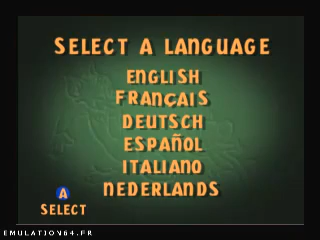 SELECT A LANGUAGE
ENGLISH
FRANÇAIS
DEUTSCH
ESPAÑOL
ITALIANO
NEDERLANDS
A
SELECT
EMULATION64.FR